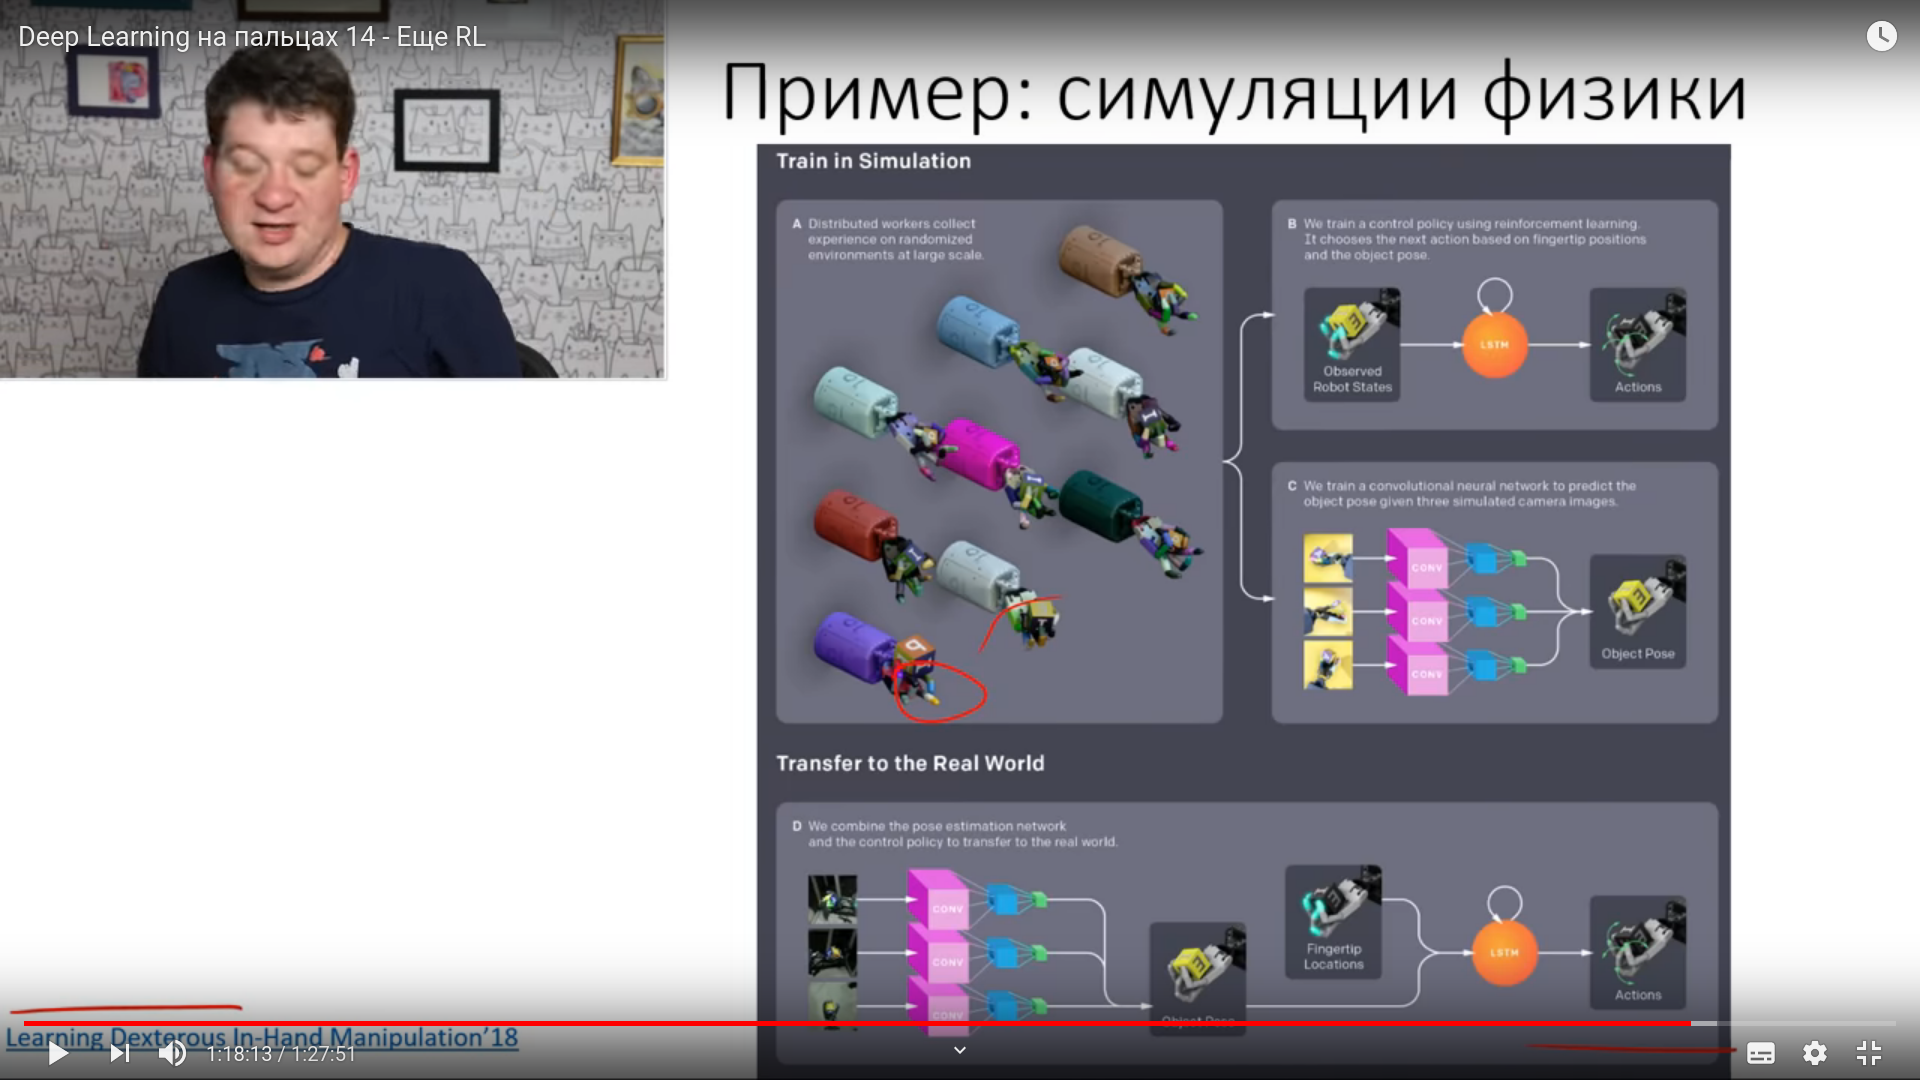 Deep Learning на пальцах 14 - Еще RL
Пример: симуляции физики
Train in Simulation
A Distributed workers collect
experience on randomized
environments at large scale.
B We train a control policy using reinforcement learning.
It chooses the next action based on fingertip positions
and the object pose.
Observed
Robot States
LSTM
Actions
C We train a convolutional neural network to predict the
object pose given three simulated camera images.
CONV
CONV
CONV
Object Pose
Transfer to the Real World
D We combine the pose estimation network
and the control policy to transfer to the real world.
CONV
CONV
CONV
Object Pose
Fingertip
Locations
LSTM
Actions
Learning Dexterous In-Hand Manipulation’18
1:18:13 / 1:27:51